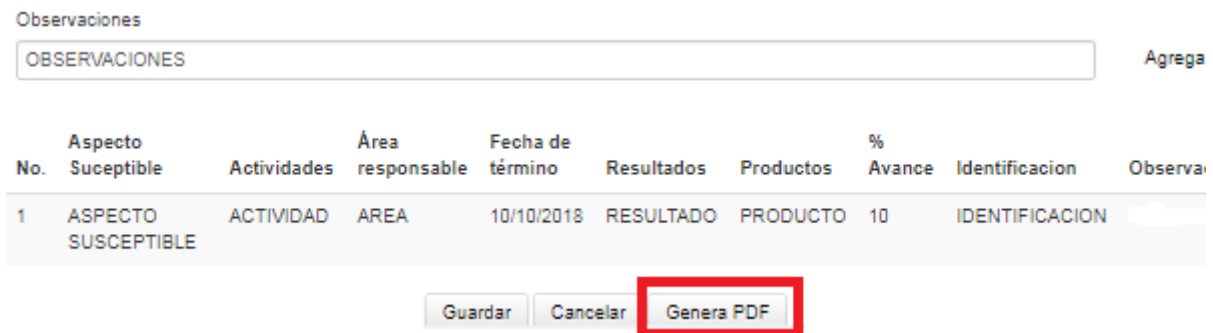 Observaciones
OBSERVACIONES Agrega
Aspecto Área Fecha de %
No. Suceptible Actividades responsable término Resultados Productos Avance Identificacion Observa
1 ASPECTO ACTIVIDAD AREA 10/10/2018 RESULTADO PRODUCTO 10 IDENTIFICACION
SUSCEPTIBLE
Guardar Cancelar Genera PDF